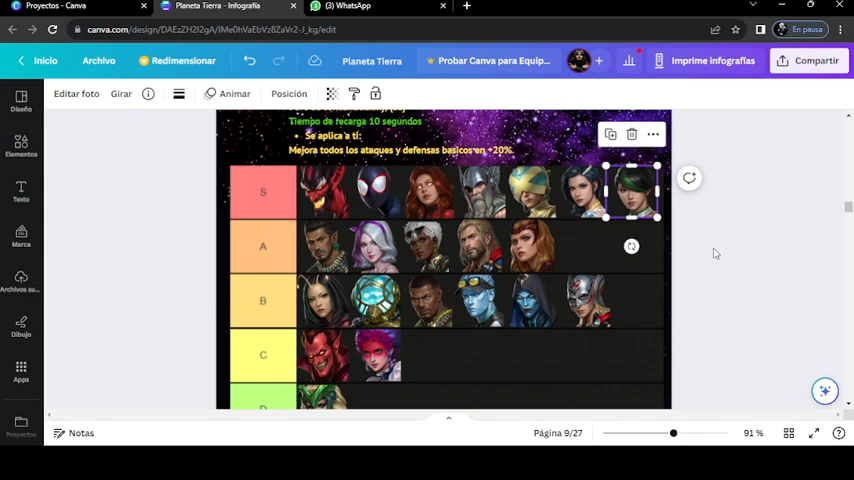 Proyectos - Canva
Planeta Tierra - Infografía
(3) WhatsApp
canva.com/design/DAEzZH2I2gA/IMe0hVaEbVz8ZaVr2-J_kg/edit
En pausa
Inicio
Archivo
Redimensionar
Planeta Tierra
Probar Canva para Equip...
Imprime infografías
Compartir
Editar foto
Girar
Animar
Posición
Diseño
Elementos
Texto
Marca
Archivos su...
Dibujo
Apps
Proyectos
Tiempo de recarga 10 segundos
• Se aplica a ti:
Mejora todos los ataques y defensas basicos en +20%.
S
A
B
C
D
Notas
Página 9/27
91 %